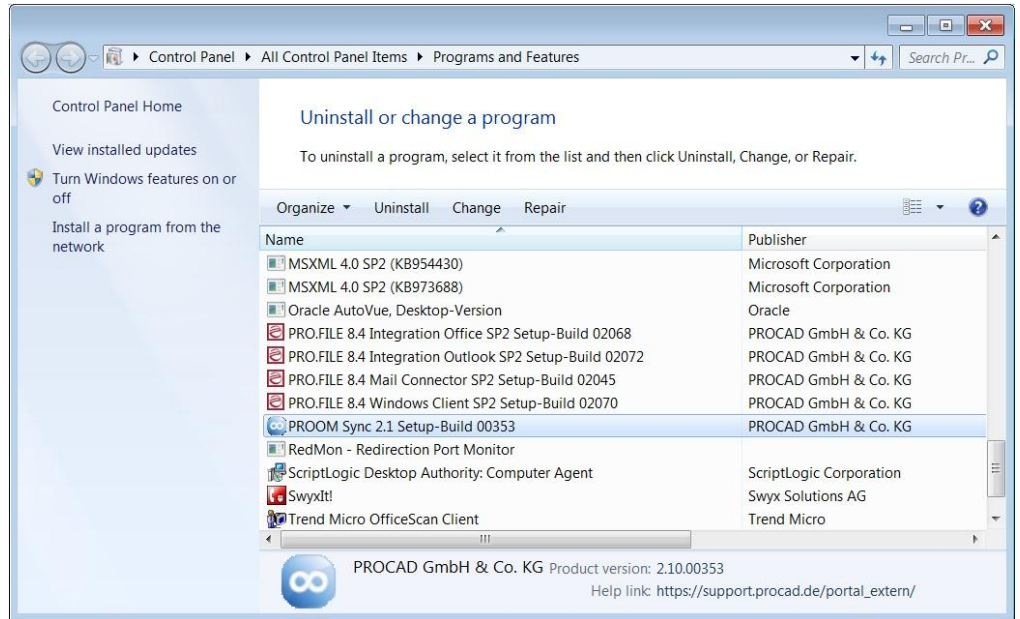 Control Panel All Control Panel Items Programs and Features Search Pr...
Control Panel Home
View installed updates
Turn Windows features on or
off
Install a program from the
network
Uninstall or change a program
To uninstall a program, select it from the list and then click Uninstall, Change, or Repair.
Organize Uninstall Change Repair
Name Publisher
MSXML 4.0 SP2 (KB954430) Microsoft Corporation
MSXML 4.0 SP2 (KB973688) Microsoft Corporation
Oracle AutoVue, Desktop-Version Oracle
PRO.FILE 8.4 Integration Office SP2 Setup-Build 02068 PROCAD GmbH & Co. KG
PRO.FILE 8.4 Integration Outlook SP2 Setup-Build 02072 PROCAD GmbH & Co. KG
PRO.FILE 8.4 Mail Connector SP2 Setup-Build 02045 PROCAD GmbH & Co. KG
PRO.FILE 8.4 Windows Client SP2 Setup-Build 02070 PROCAD GmbH & Co. KG
PROOM Sync 2.1 Setup-Build 00353 PROCAD GmbH & Co. KG
RedMon - Redirection Port Monitor
ScriptLogic Desktop Authority: Computer Agent ScriptLogic Corporation
SwyxIt! Swyx Solutions AG
Trend Micro OfficeScan Client Trend Micro
PROCAD GmbH & Co. KG Product version: 2.10.00353
Help link: https://support.procad.de/portal_extern/